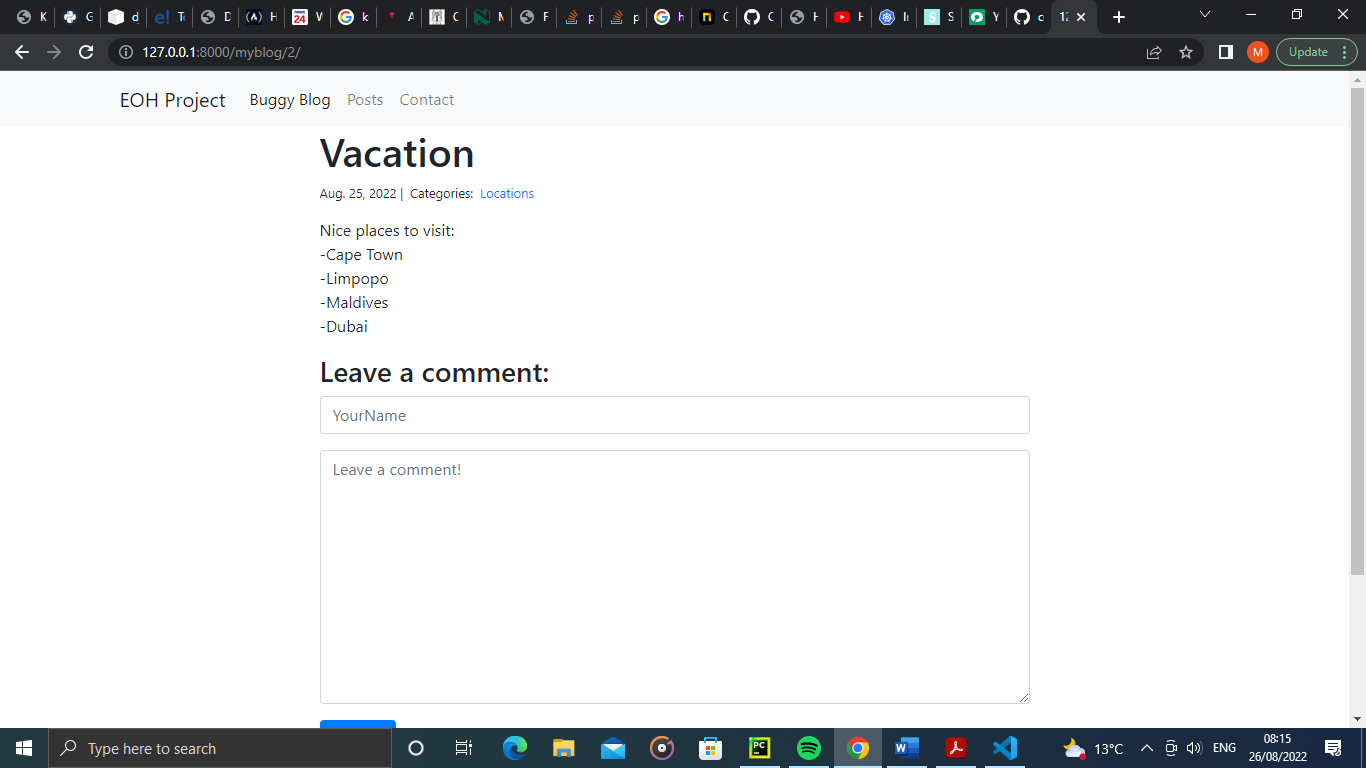 K
G
d
T
D
H
24
W
k
A
C
M
F
p
p
h
C
C
H
H
I
S
Y
c
12
127.0.0.1:8000/myblog/2/
M
Update
EOH Project Buggy Blog Posts Contact
Vacation
Aug. 25, 2022 | Categories: Locations
Nice places to visit:
-Cape Town
-Limpopo
-Maldives
-Dubai
Leave a comment:
YourName
Leave a comment!
Type here to search
PC
13°C
ENG
08:15
26/08/2022